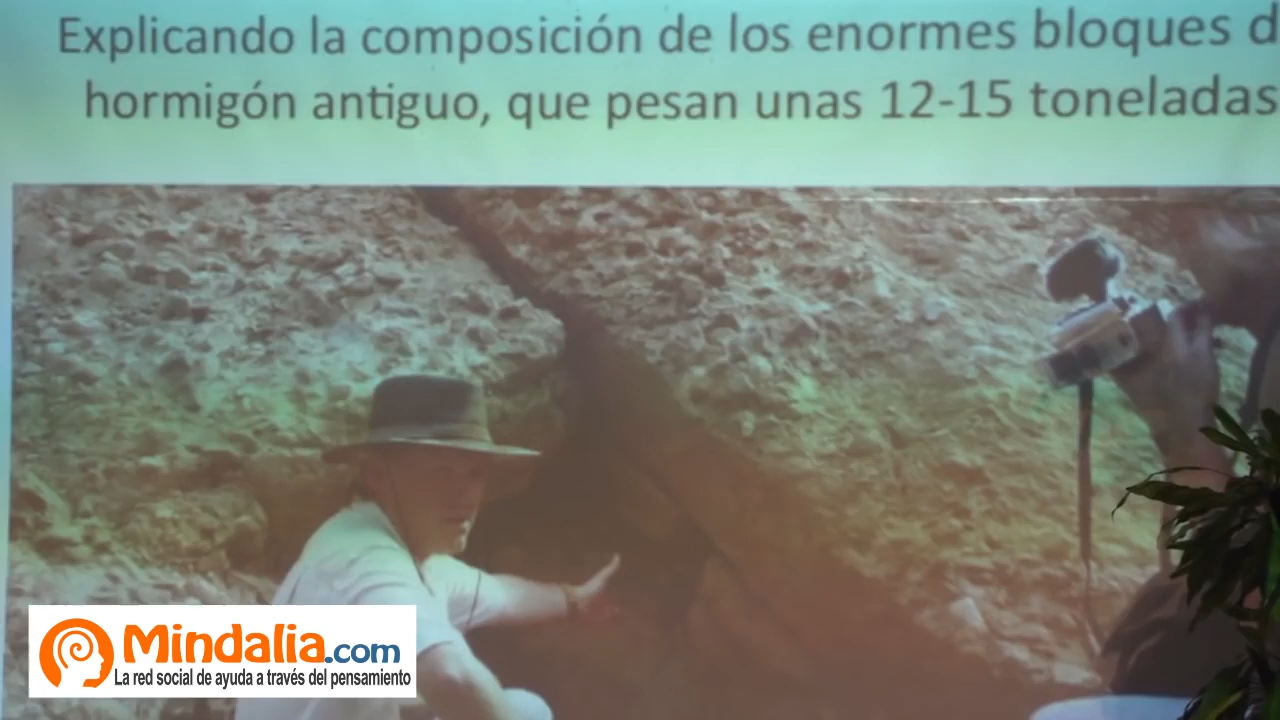 Explicando la composición de los enormes bloques d
hormigón antiguo, que pesan unas 12-15 toneladas
Mindalia.com
La red social de ayuda a través del pensamiento